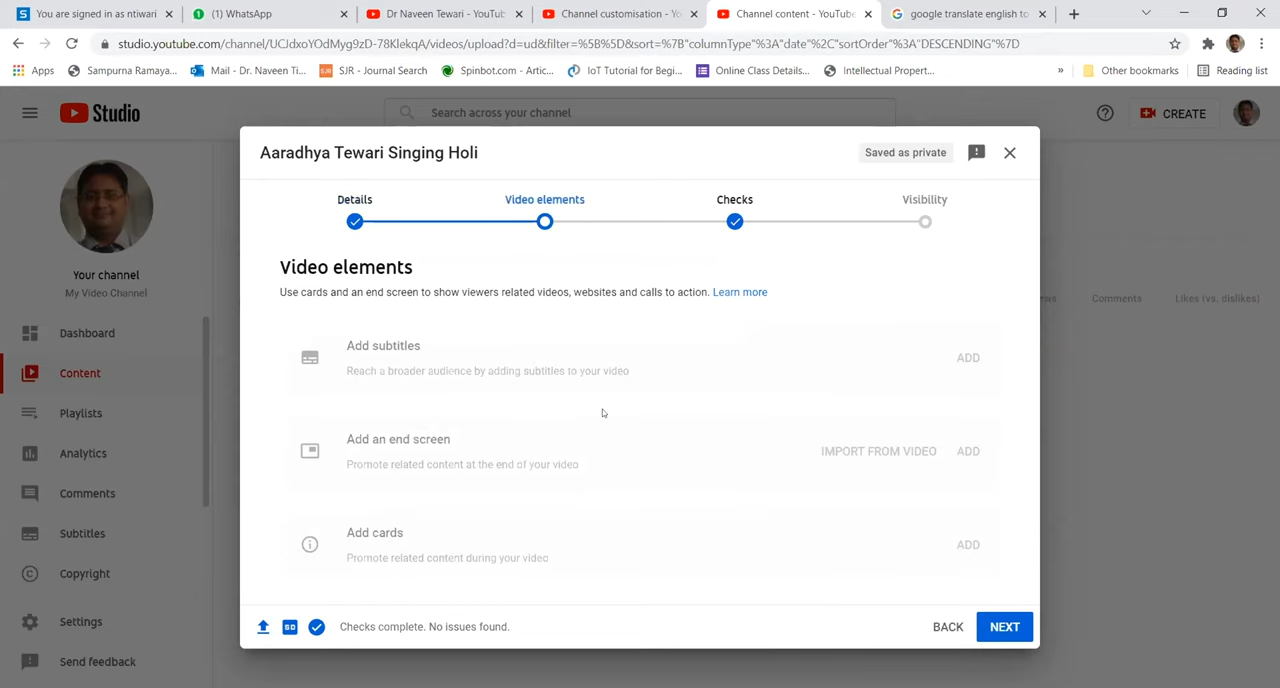 You are signed in as ntiwari
(1) WhatsApp
Dr Naveen Tewari - YouTub
Channel customisation - Yo
Channel content - YouTube
google translate english to
studio.youtube.com/channel/UCJdxoYOdMyg9zD-78KlekqA/videos/upload?d=ud&filter=%5B%5D&sort=%7B"columnType"%3A"date"%2C"sortOrder"%3A"DESCENDING"%7D
Apps
Sampurna Ramaya...
Mail - Dr. Naveen Ti...
SJR - Journal Search
Spinbot.com - Artic...
IoT Tutorial for Begi...
Online Class Details...
Intellectual Propert...
»
Other bookmarks
Reading list
Studio
Search across your channel
CREATE
Aaradhya Tewari Singing Holi
Saved as private
Details
Video elements
Checks
Visibility
Video elements
Use cards and an end screen to show viewers related videos, websites and calls to action. Learn more
Your channel
My Video Channel
Comments
Likes (vs. dislikes)
Dashboard
Content
Playlists
Analytics
Comments
Subtitles
Copyright
Settings
Send feedback
Add subtitles
Reach a broader audience by adding subtitles to your video
ADD
Add an end screen
Promote related content at the end of your video
IMPORT FROM VIDEO
ADD
Add cards
Promote related content during your video
ADD
SD
Checks complete. No issues found.
BACK
NEXT